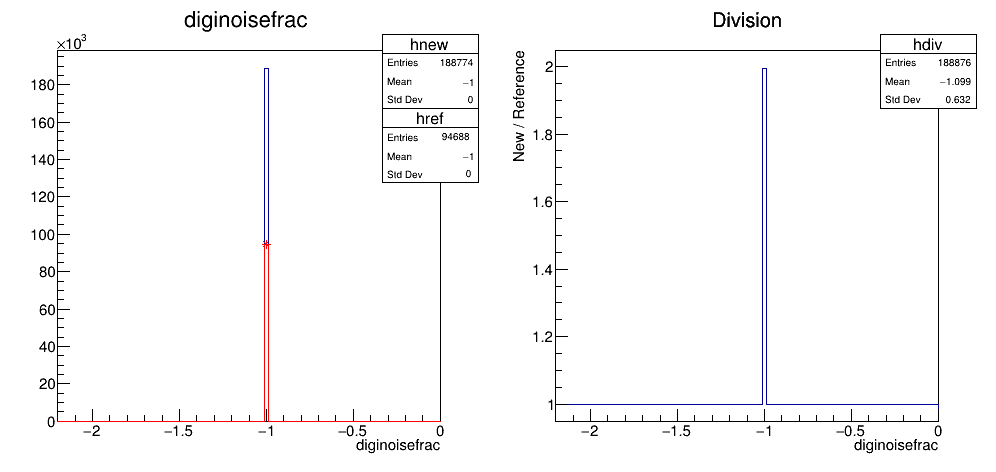 diginoisefrac
×10³
hnew
Entries 188774
Mean −1
Std Dev 0
href
Entries 94688
Mean −1
Std Dev 0
180
160
140
120
100
80
60
40
20
0
−2 −1.5 −1 −0.5 0
diginoisefrac
Division
hdiv
Entries 188876
Mean −1.099
Std Dev 0.632
New / Reference
2
1.8
1.6
1.4
1.2
1
−2 −1.5 −1 −0.5 0
diginoisefrac